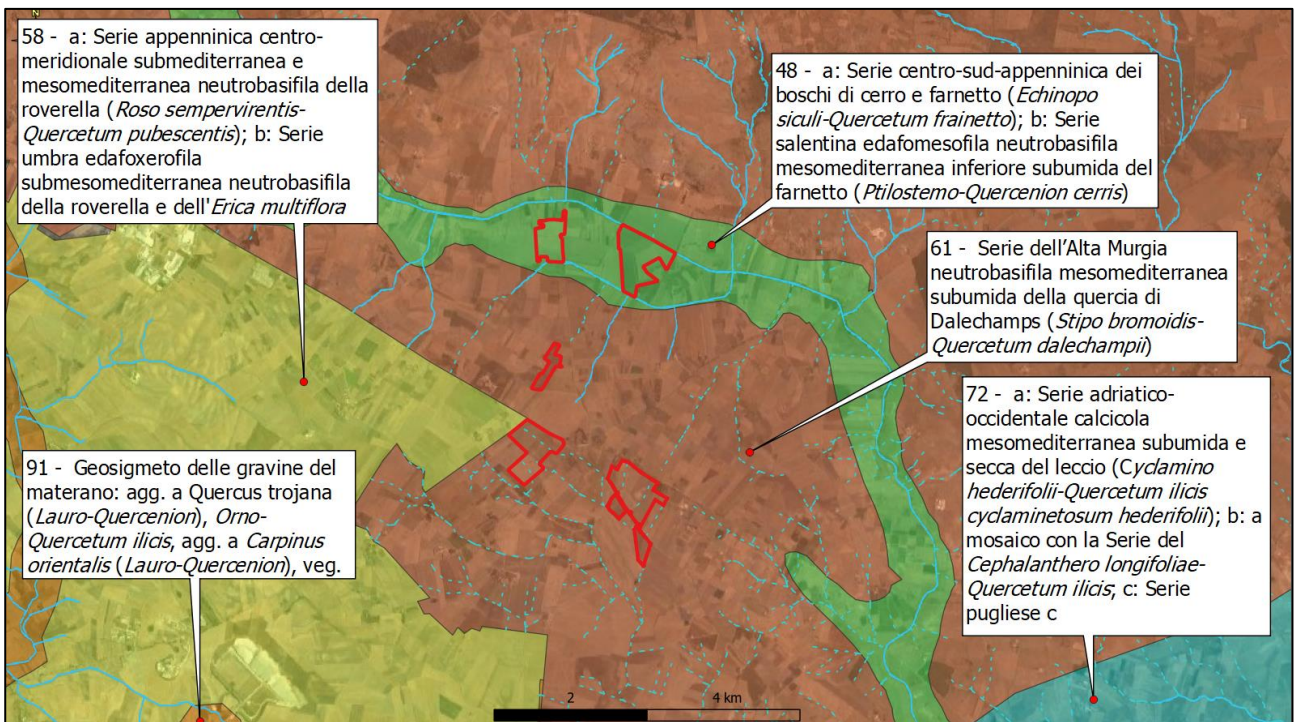 58 - a: Serie appenninica centro-
meridionale submediterranea e
mesomediterranea neutrobasifila della
roverella (Roso sempervirentis-
Quercetum pubescentis); b: Serie
umbra edafoxerofila
submesomediterranea neutrobasifila
della roverella e dell'Erica multiflora
48 - a: Serie centro-sud-appenninica dei
boschi di cerro e farnetto (Echinopo
siculi-Quercetum frainetto); b: Serie
salentina edafomesofila neutrobasifila
mesomediterranea inferiore subumida del
farnetto (Ptilostemo-Quercenion cerris)
61 - Serie dell'Alta Murgia
neutrobasifila mesomediterranea
subumida della quercia di
Dalechamps (Stipo bromoidis-
Quercetum dalechampii)
72 - a: Serie adriatico-
occidentale calcicola
mesomediterranea subumida e
secca del leccio (Cyclamino
hederifolii-Quercetum ilicis
cyclaminetosum hederifolii); b: a
mosaico con la Serie del
Cephalanthero longifoliae-
Quercetum ilicis; c: Serie
pugliese c
91 - Geosigmeto delle gravine del
materano: agg. a Quercus trojana
(Lauro-Quercenion), Orno-
Quercetum ilicis, agg. a Carpinus
orientalis (Lauro-Quercenion), veg.
2 4 km